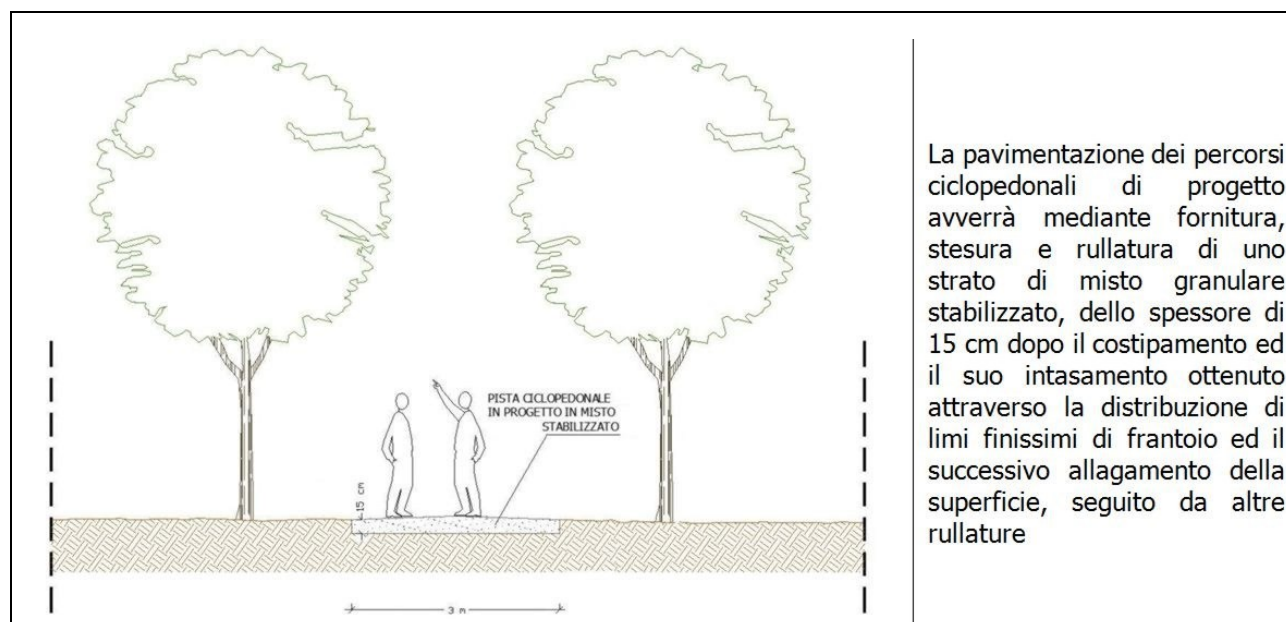 PISTA CICLOPEDONALE
IN PROGETTO IN MISTO
STABILIZZATO
15 cm
3 m
La pavimentazione dei percorsi
ciclopedonali di progetto
avverrà mediante fornitura,
stesura e rullatura di uno
strato di misto granulare
stabilizzato, dello spessore di
15 cm dopo il costipamento ed
il suo intasamento ottenuto
attraverso la distribuzione di
limi finissimi di frantoio ed il
successivo allagamento della
superficie, seguito da altre
rullature